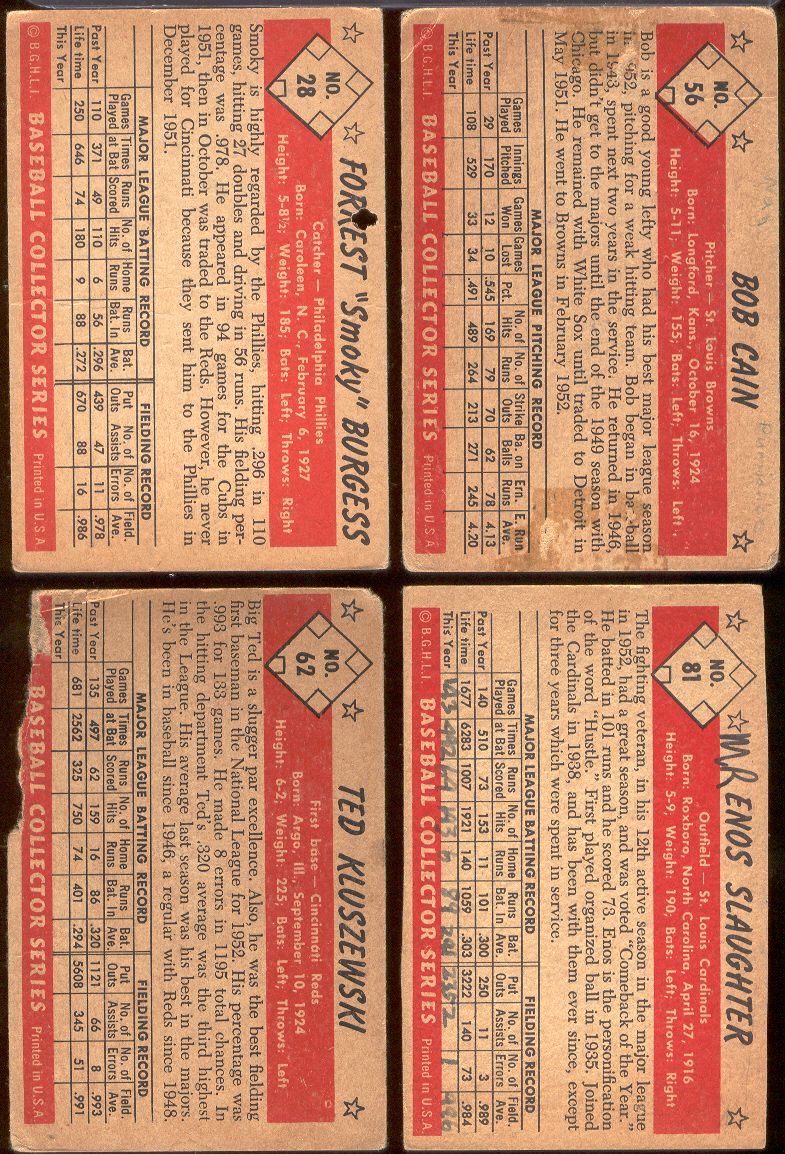 NO. 56
BOB CAIN
Pitcher — St. Louis Browns
Born: Longford, Kans., October 16, 1924
Height: 5-11; Weight: 155; Bats: Left; Throws: Left
Bob is a good young lefty who had his best major league season
in 1952, pitching for a weak hitting team. Bob began in baseball
in 1943, spent next two years in the service. He returned in 1946,
but didn't get to the majors until the end of the 1949 season with
Chicago. He remained with White Sox until traded to Detroit in
May 1951. He went to Browns in February 1952.
MAJOR LEAGUE PITCHING RECORD
Games Played Innings Pitched Games Won Games Lost Pct. No. of Hits No. of Runs Strike Outs Ba. on Balls Ern. Runs E. Run Ave.
Past Year 29 170 12 10 .545 169 79 70 62 78 4.13
Life time 108 529 33 34 .491 489 264 213 271 245 4.20
This Year
© B.G.H.L.I. BASEBALL COLLECTOR SERIES Printed in U.S.A.
NO. 28
FORREST "Smoky" BURGESS
Catcher — Philadelphia Phillies
Born: Caroleen, N. C., February 6, 1927
Height: 5-8½; Weight: 185; Bats: Left; Throws: Right
Smoky is highly regarded by the Phillies, hitting .296 in 110
games, hitting 27 doubles and driving in 56 runs. His fielding per-
centage was .978. He appeared in 94 games for the Cubs in
1951, then in October was traded to the Reds. However, he never
played for Cincinnati because they sent him to the Phillies in
December 1951.
MAJOR LEAGUE BATTING RECORD FIELDING RECORD
Games Played Times at Bat Runs Scored No. of Hits Home Runs Runs Bat. In Bat. Ave. Put Outs No. of Assists No. of Errors Field. Ave.
Past Year 110 371 49 110 6 56 .296 439 47 11 .978
Life time 250 646 74 180 9 88 .272 670 88 16 .986
This Year
© B.G.H.L.I. BASEBALL COLLECTOR SERIES Printed in U.S.A.
NO. 81
MR ENOS SLAUGHTER
Outfield — St. Louis Cardinals
Born: Roxboro, North Carolina, April 27, 1916
Height: 5-9; Weight: 190, Bats: Left; Throws: Right
The fighting veteran, in his 12th active season in the major league
in 1952, had a great season, and was voted "Comeback of the Year."
He batted in 101 runs and he scored 73. Enos is the personification
of the word "Hustle." First played organized ball in 1935. Joined
the Cardinals in 1938, and has been with them ever since, except
for three years which were spent in service.
MAJOR LEAGUE BATTING RECORD FIELDING RECORD
Games Played Times at Bat Runs Scored No. of Hits Home Runs Runs Bat. In Bat. Ave. Put Outs No. of Assists No. of Errors Field. Ave.
Past Year 140 510 73 153 11 101 .300 250 11 3 .989
Life time 1677 6283 1007 1921 140 1059 .303 3222 140 73 .984
This Year 143 492 64 143 6 89
© B.G.H.L.I. BASEBALL COLLECTOR SERIES Printed in U.S.A.
NO. 62
TED KLUSZEWSKI
First base — Cincinnati Reds
Born: Argo, Ill., September 10, 1924
Height: 6-2; Weight: 225; Bats: Left; Throws: Left
Big Ted is a slugger par excellence. Also, he was the best fielding
first baseman in the National League for 1952. His percentage was
.993 for 133 games. He made 8 errors in 1195 total chances. In
the hitting department Ted's .320 average was the third highest
in the League. His average last season was his best in the majors.
He's been in baseball since 1946, a regular with Reds since 1948.
MAJOR LEAGUE BATTING RECORD FIELDING RECORD
Games Played Times at Bat Runs Scored No. of Hits Home Runs Runs Bat. In Bat. Ave. Put Outs No. of Assists No. of Errors Field. Ave.
Past Year 135 497 62 159 16 86 .320 1121 66 8 .993
Life time 681 2562 325 750 74 401 .294 5608 345 51 .991
This Year
BASEBALL COLLECTOR SERIES Printed in U.S.A.